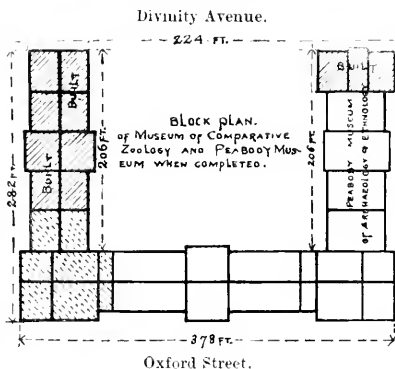 Divinity Avenue.
224 FT.
BUILT
BUILT
BUILT
BLOCK PLAN.
OF MUSEUM OF COMPARATIVE
ZOOLOGY AND PEABODY MUS-
EUM WHEN COMPLETED.
282 FT.
206 FT.
206 FT.
PEABODY MUSEUM
OF ARCHAEOLOGY & ETHNOLOGY
378 FT.
Oxford Street.